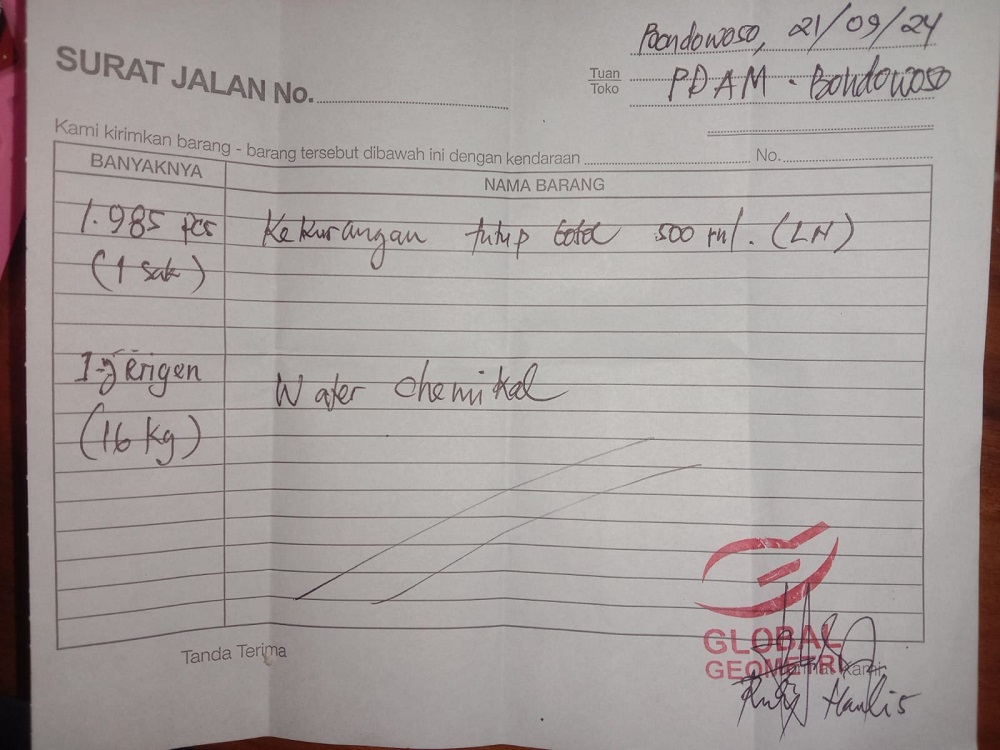 Bondowoso, 21/09/24
SURAT JALAN No.
Tuan
Toko
PDAM - Bondowoso
Kami kirimkan barang - barang tersebut dibawah ini dengan kendaraan No.
BANYAKNYA NAMA BARANG
1.985 pcs Kekurangan tutup botol 500 ml. (LN)
(1 sak)
1 jerigen Water chemikal
(16 kg)
GLOBAL
GEOMETRI
Tanda Terima
Kami